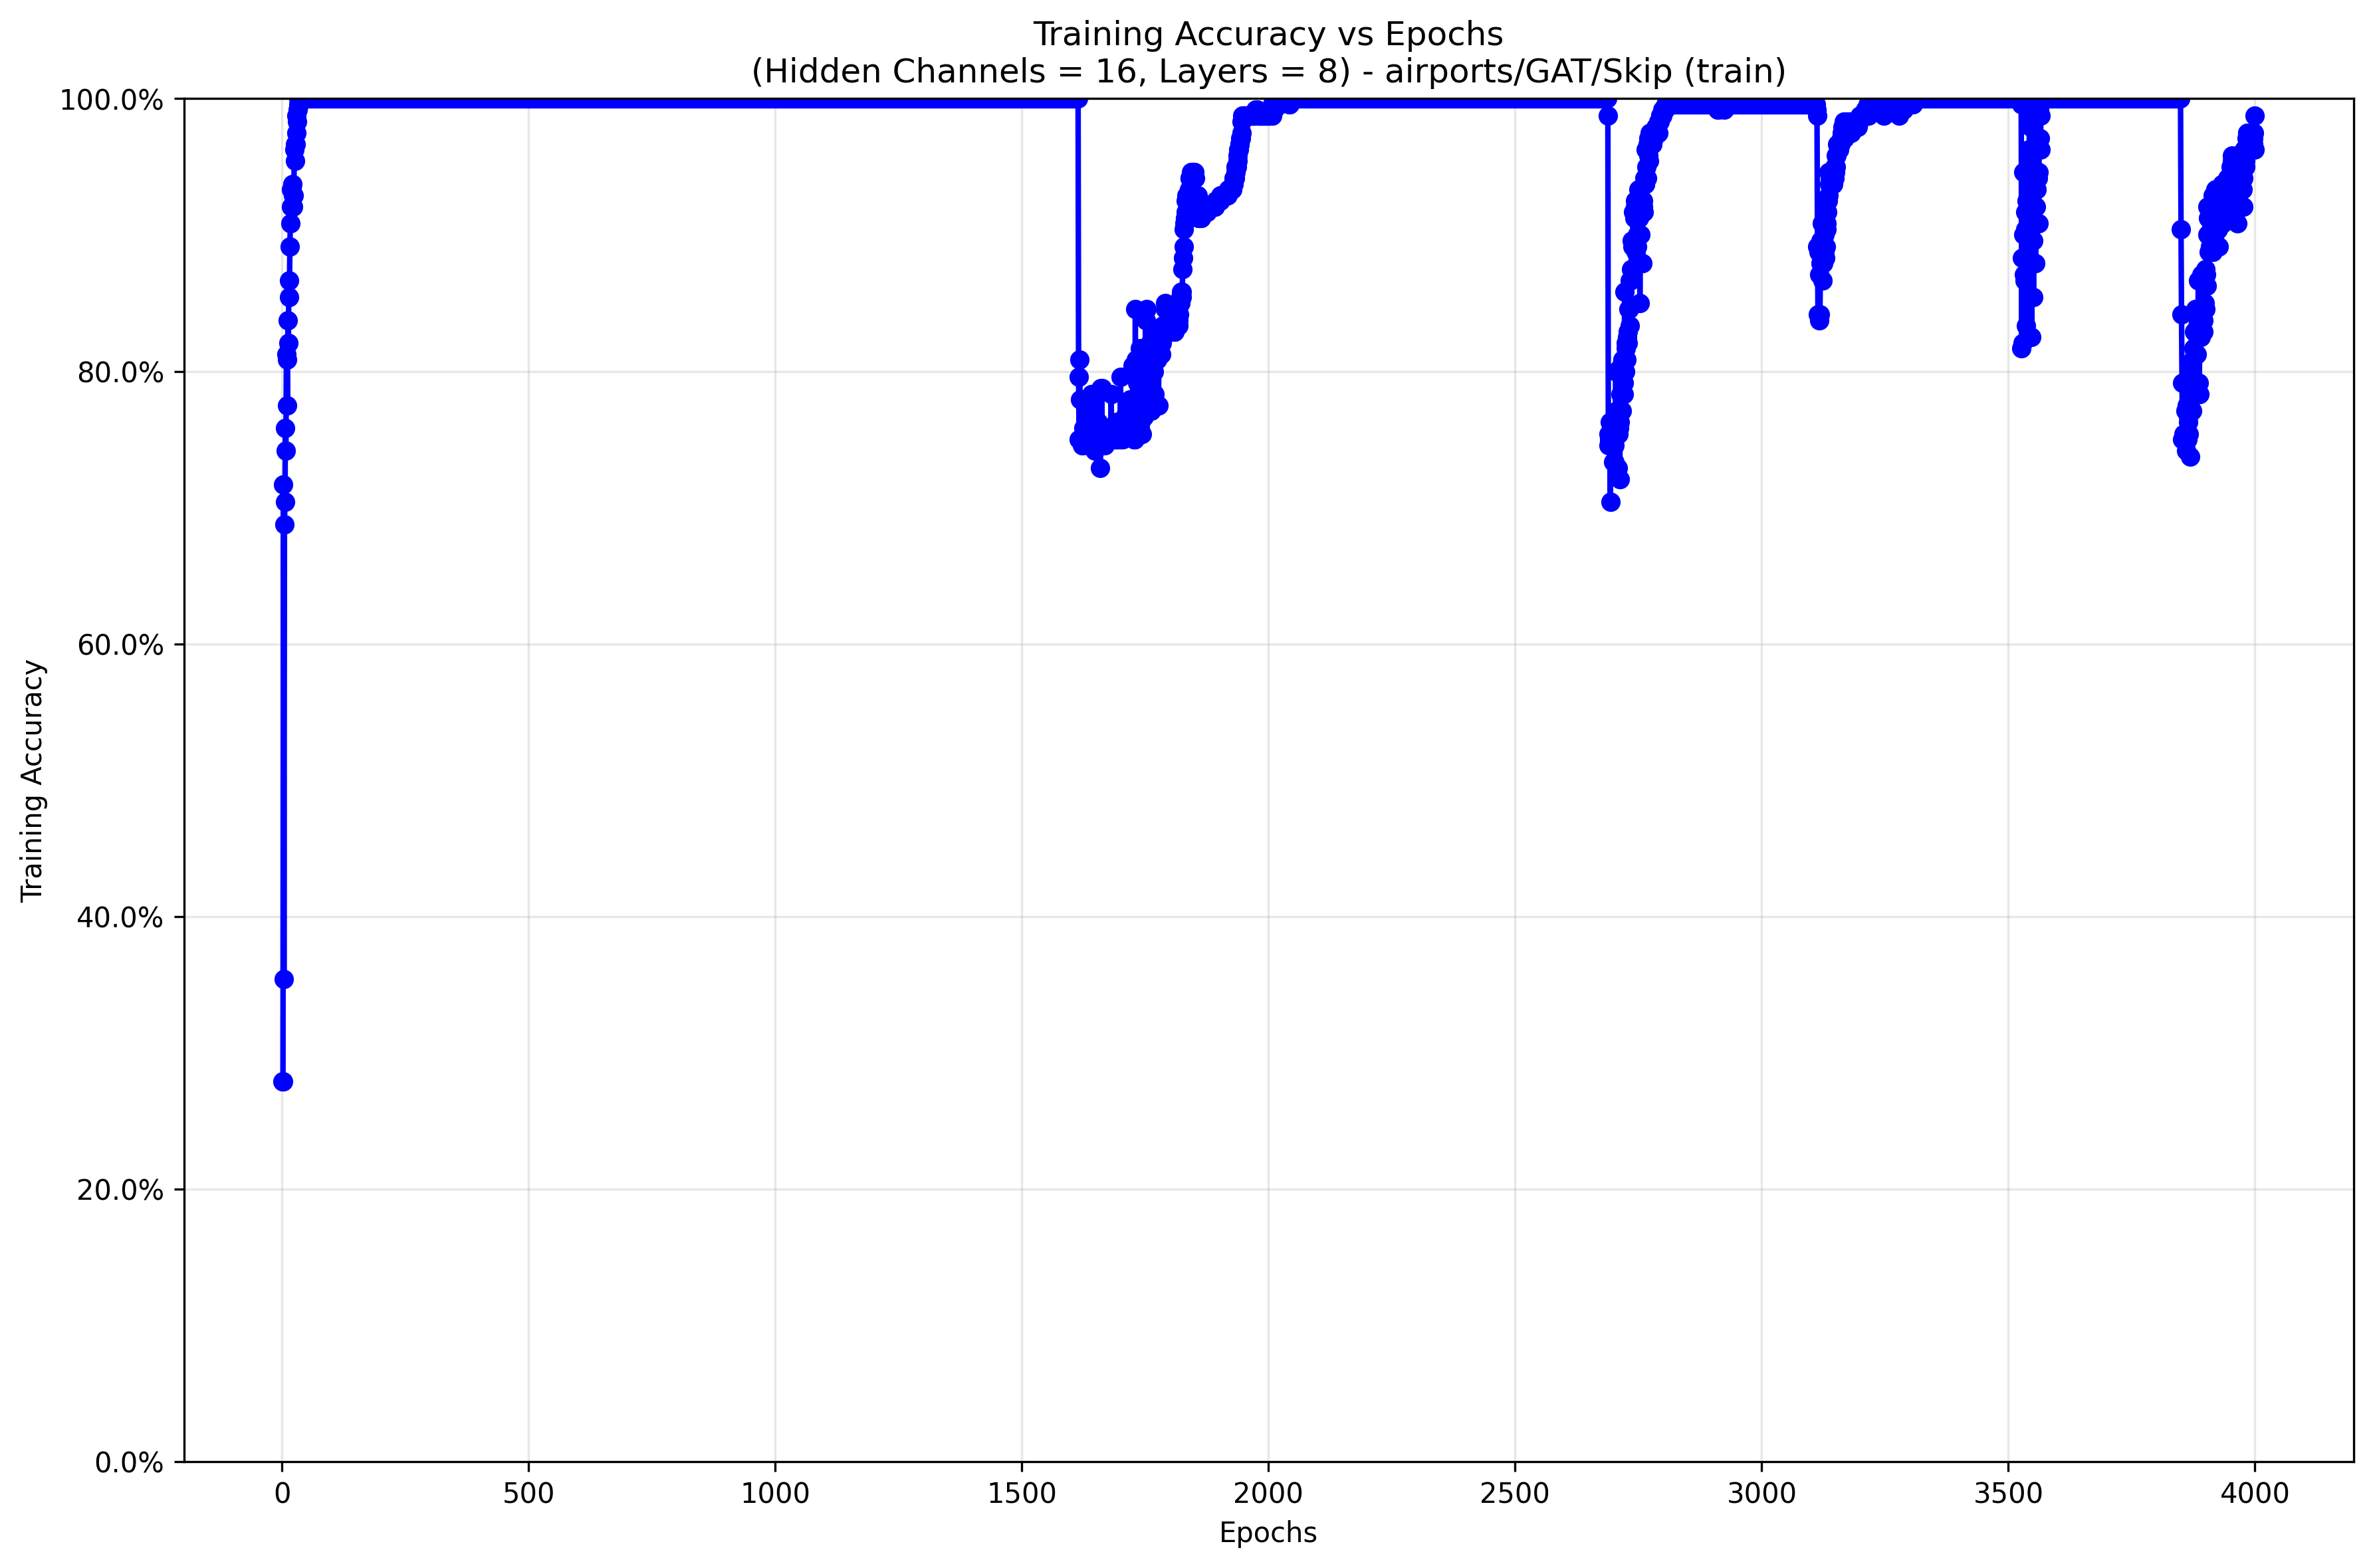 Training Accuracy vs Epochs
(Hidden Channels = 16, Layers = 8) - airports/GAT/Skip (train)
100.0%
80.0%
60.0%
40.0%
20.0%
0.0%
Training Accuracy
0 500 1000 1500 2000 2500 3000 3500 4000
Epochs